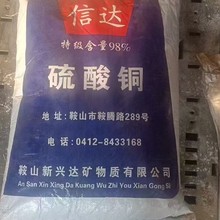 信达
特级含量98%
硫酸铜
地址:鞍山市鞍腾路289号
电话:0412-8433168
鞍山新兴达矿物质有限公司
An San Xin Xing Da Kuang Wu Zhi You Xian Gong Si